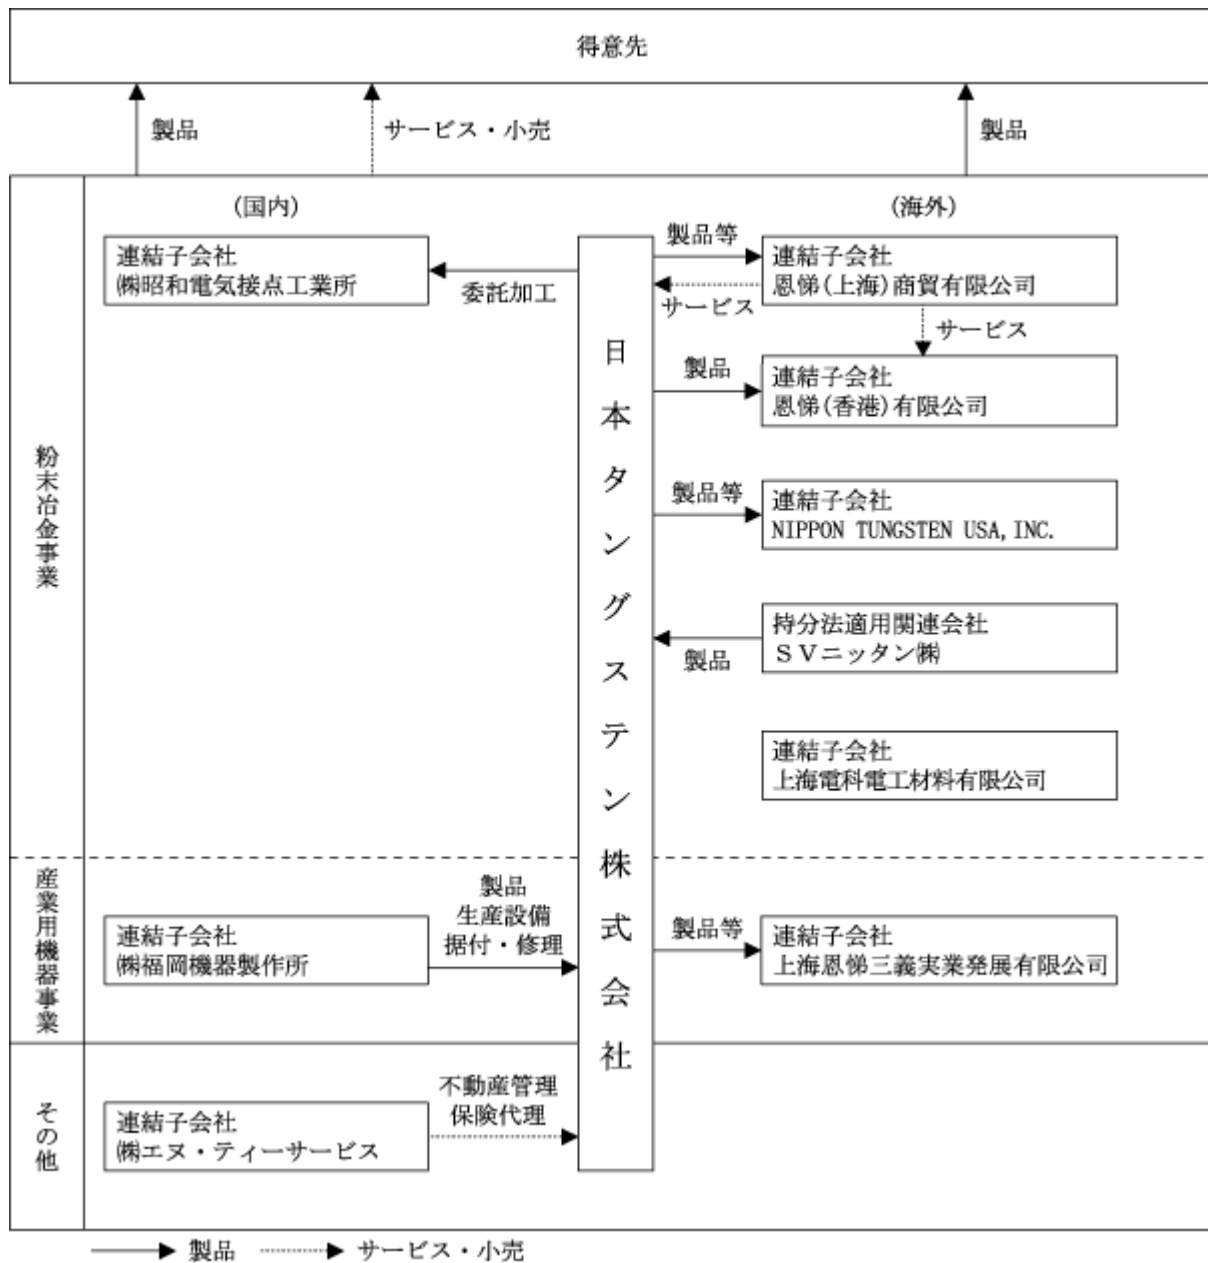 得意先
製品
サービス・小売
製品
(国内)
(海外)
粉末冶金事業
連結子会社
㈱昭和電気接点工業所
委託加工
日本タングステン株式会社
製品等
サービス
連結子会社
恩悌(上海)商貿有限公司
サービス
製品
連結子会社
恩悌(香港)有限公司
製品等
連結子会社
NIPPON TUNGSTEN USA,INC.
持分法適用関連会社
ＳＶニッタン㈱
製品
連結子会社
上海電科電工材料有限公司
産業用機器事業
連結子会社
㈱福岡機器製作所
製品
生産設備
据付・修理
製品等
連結子会社
上海恩悌三義実業発展有限公司
その他
連結子会社
㈱エヌ・ティーサービス
不動産管理
保険代理
製品
サービス・小売